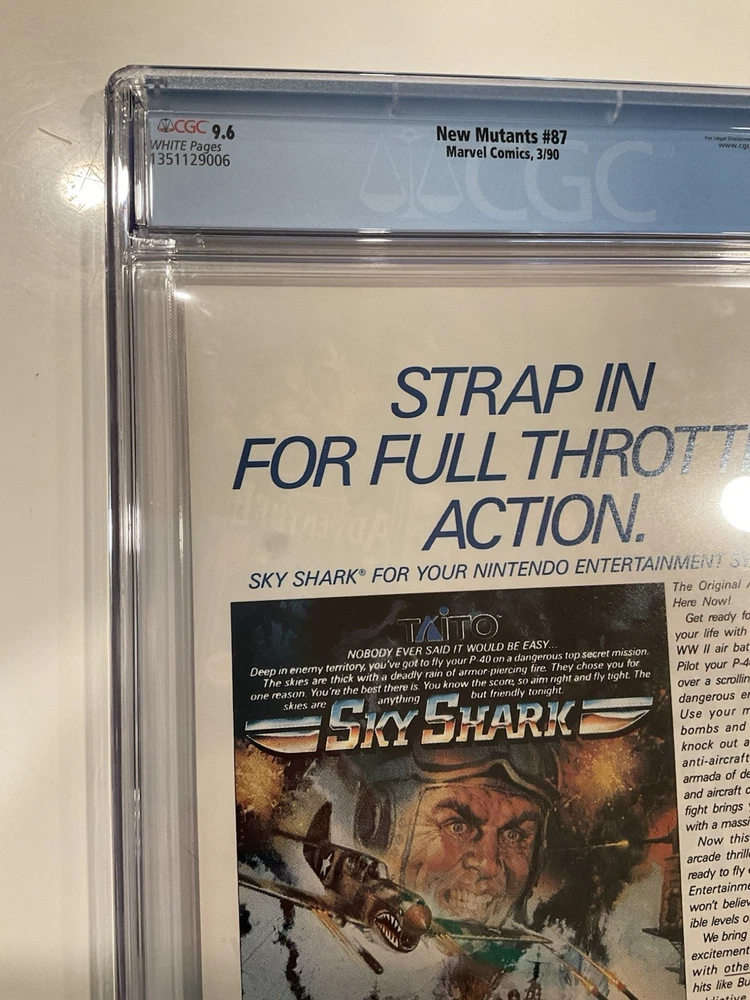 CGC 9.6
WHITE Pages
1351129006
New Mutants #87
Marvel Comics, 3/90
www.cgc
CGC
STRAP IN
FOR FULL THROTT
ACTION.
SKY SHARK® FOR YOUR NINTENDO ENTERTAINMENT
TAITO
NOBODY EVER SAID IT WOULD BE EASY...
Deep in enemy territory, you've got to fly your P-40 on a dangerous top secret mission.
The skies are thick with a deadly rain of armor-piercing fire. They chose you for
one reason. You're the best there is. You know the score, so aim right and fly tight. The
skies are anything but friendly tonight.
SKY SHARK
The Original A
Here Now!
Get ready fo
your life with
WW II air bat
Pilot your P-4
over a scrollin
dangerous en
Use your m
bombs and
knock out a
anti-aircraft
armada of de
and aircraft c
fight brings
with a massi
Now this
arcade thrill
ready to fly
Entertainme
won't believ
ible levels o
We bring
excitement
with othe
hits like Bu